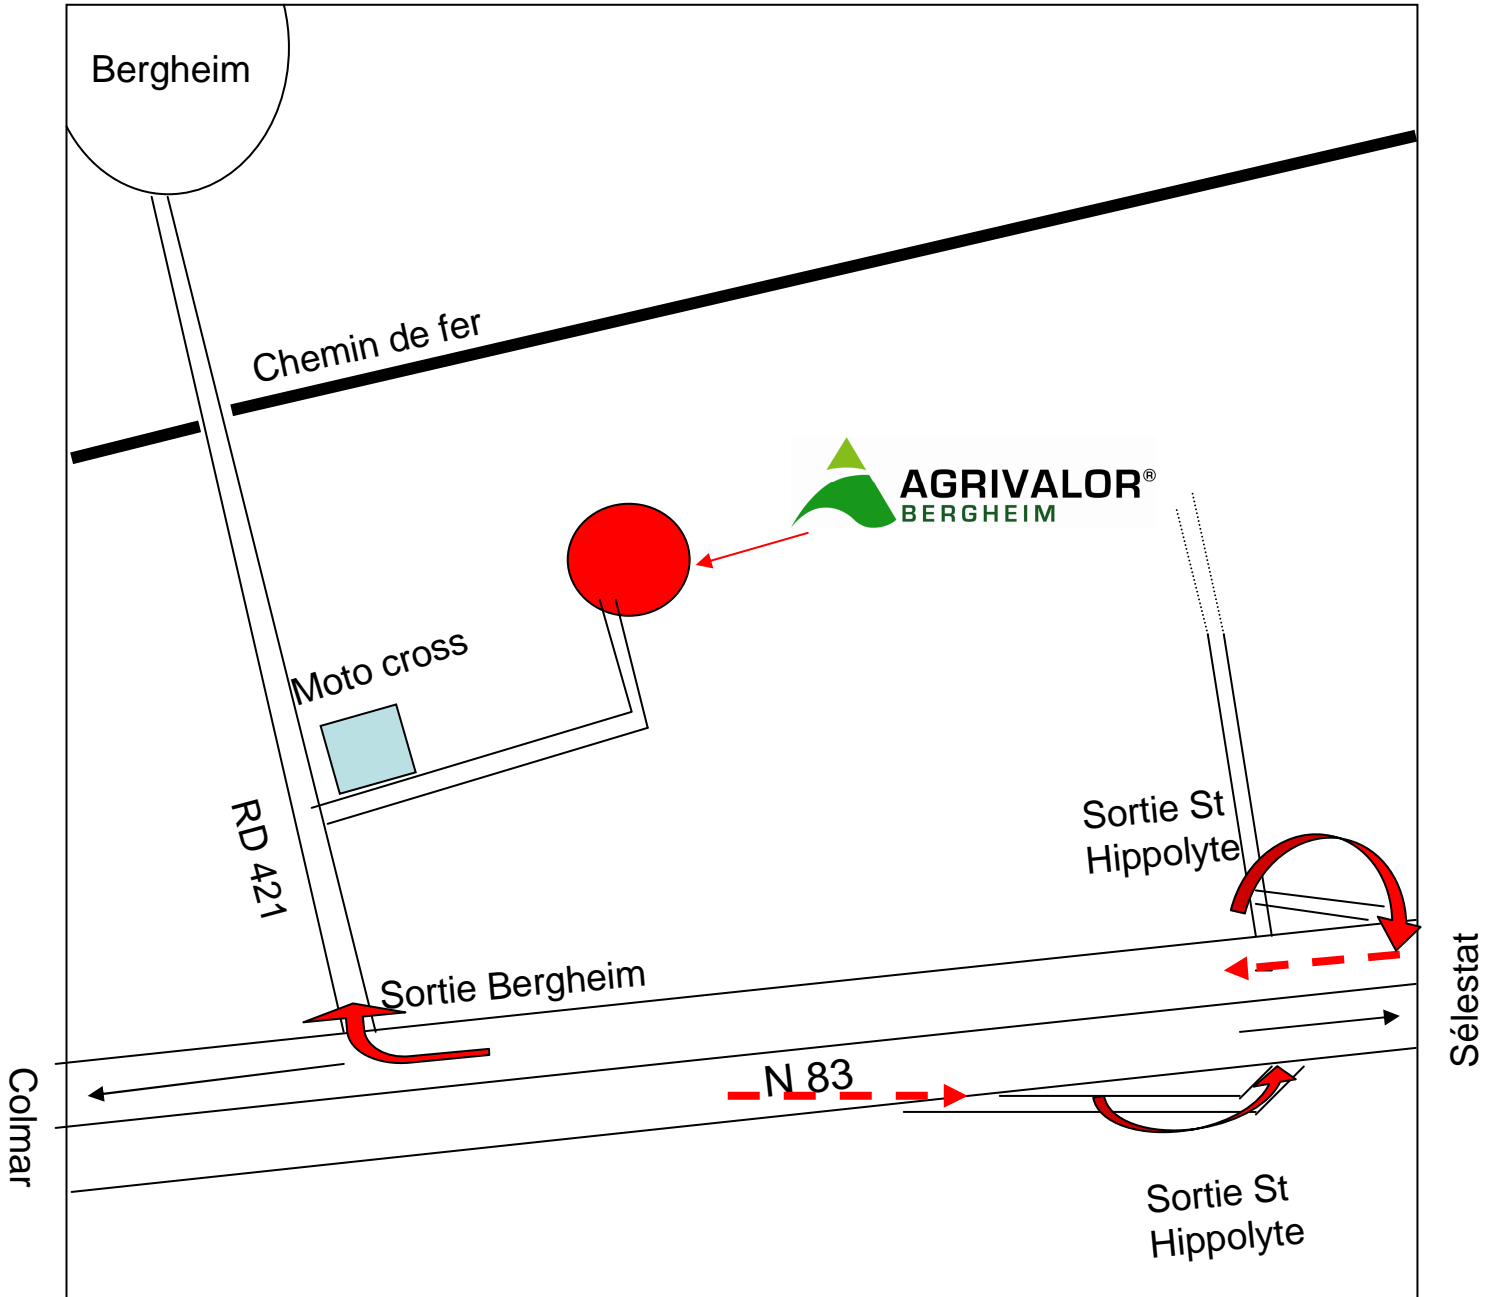 Bergheim
Chemin de fer
AGRIVALOR®
BERGHEIM
Moto cross
RD 421
Sortie St
Hippolyte
Sortie Bergheim
Sélestat
N 83
Colmar
Sortie St
Hippolyte